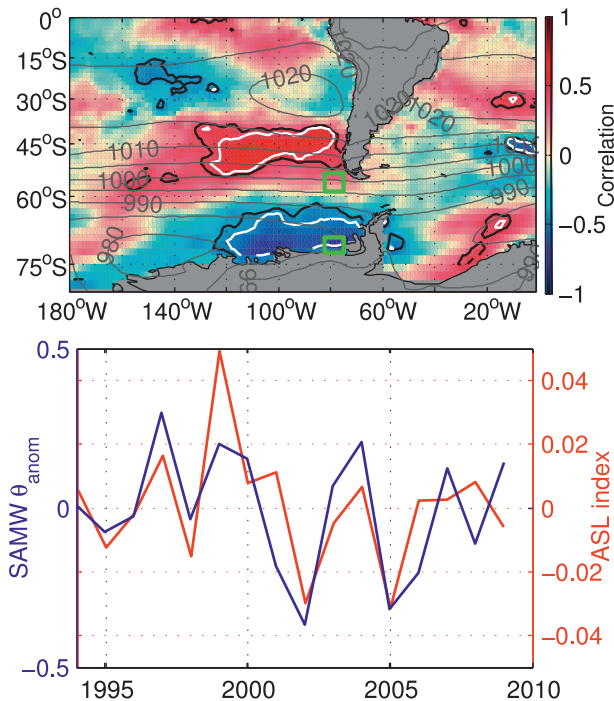 0°
15°S
30°S
45°S
60°S
75°S
180°W
140°W
100°W
60°W
20°W
1020
1020
1020
1020
1010
1000
1000
990
990
980
1
0.5
0
−0.5
−1
Correlation
0.5
0
−0.5
SAMW θanom
0.04
0.02
0
−0.02
−0.04
ASL index
1995
2000
2005
2010